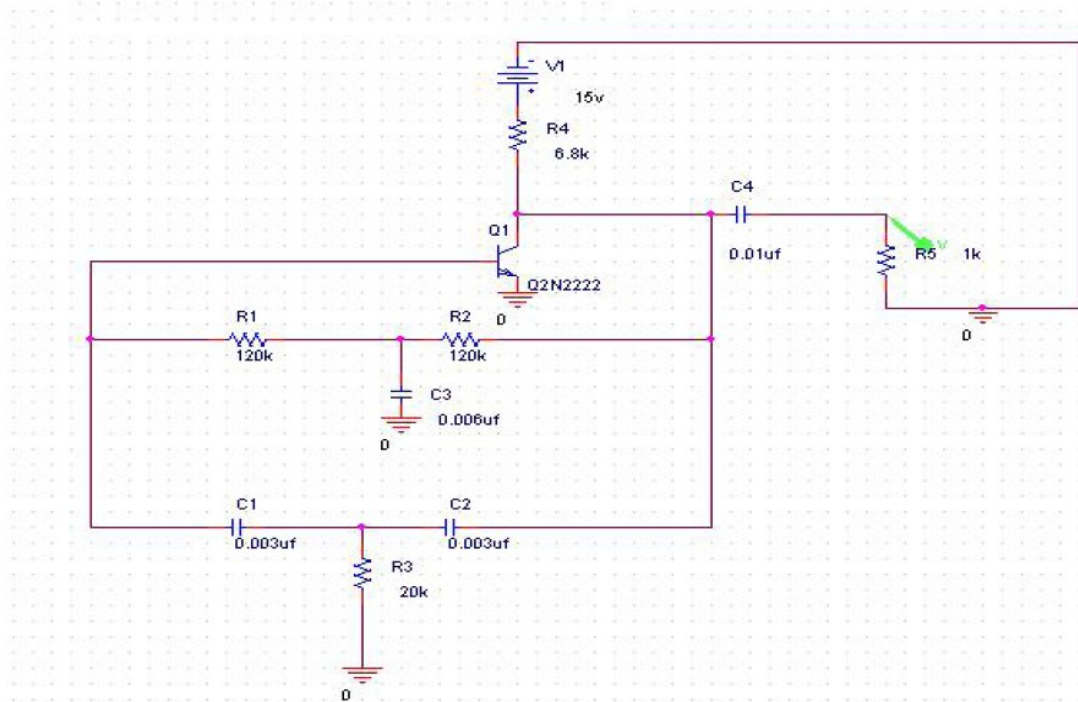 V1
15v
R4
6.8k
C4
0.01uf
Q1
Q2N2222
0
V
R5 1k
0
R1
120k
R2
120k
C3
0.006uf
0
C1
0.003uf
C2
0.003uf
R3
20k
0